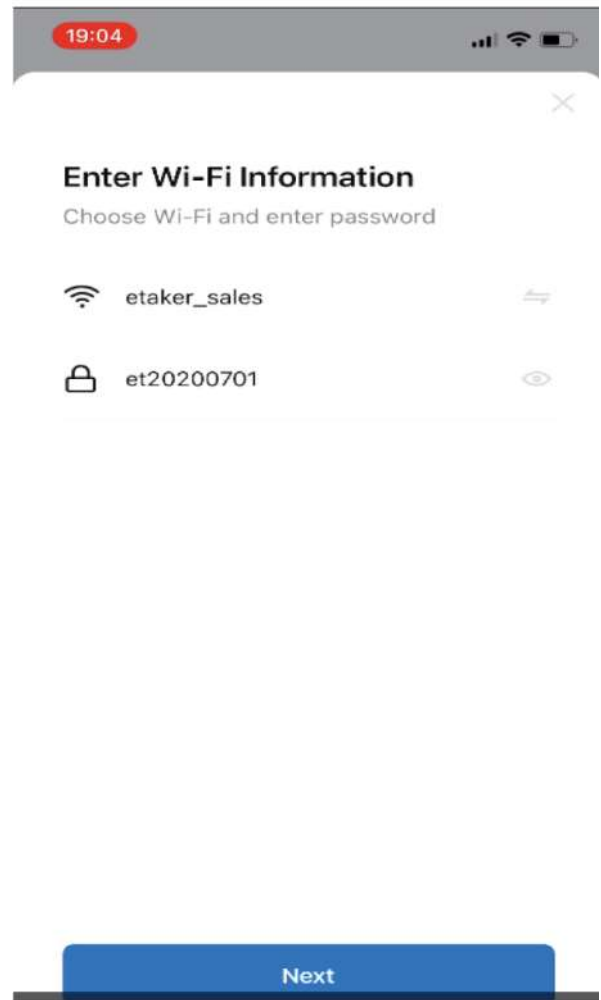 19:04
Enter Wi-Fi Information
Choose Wi-Fi and enter password
etaker_sales
et20200701
Next